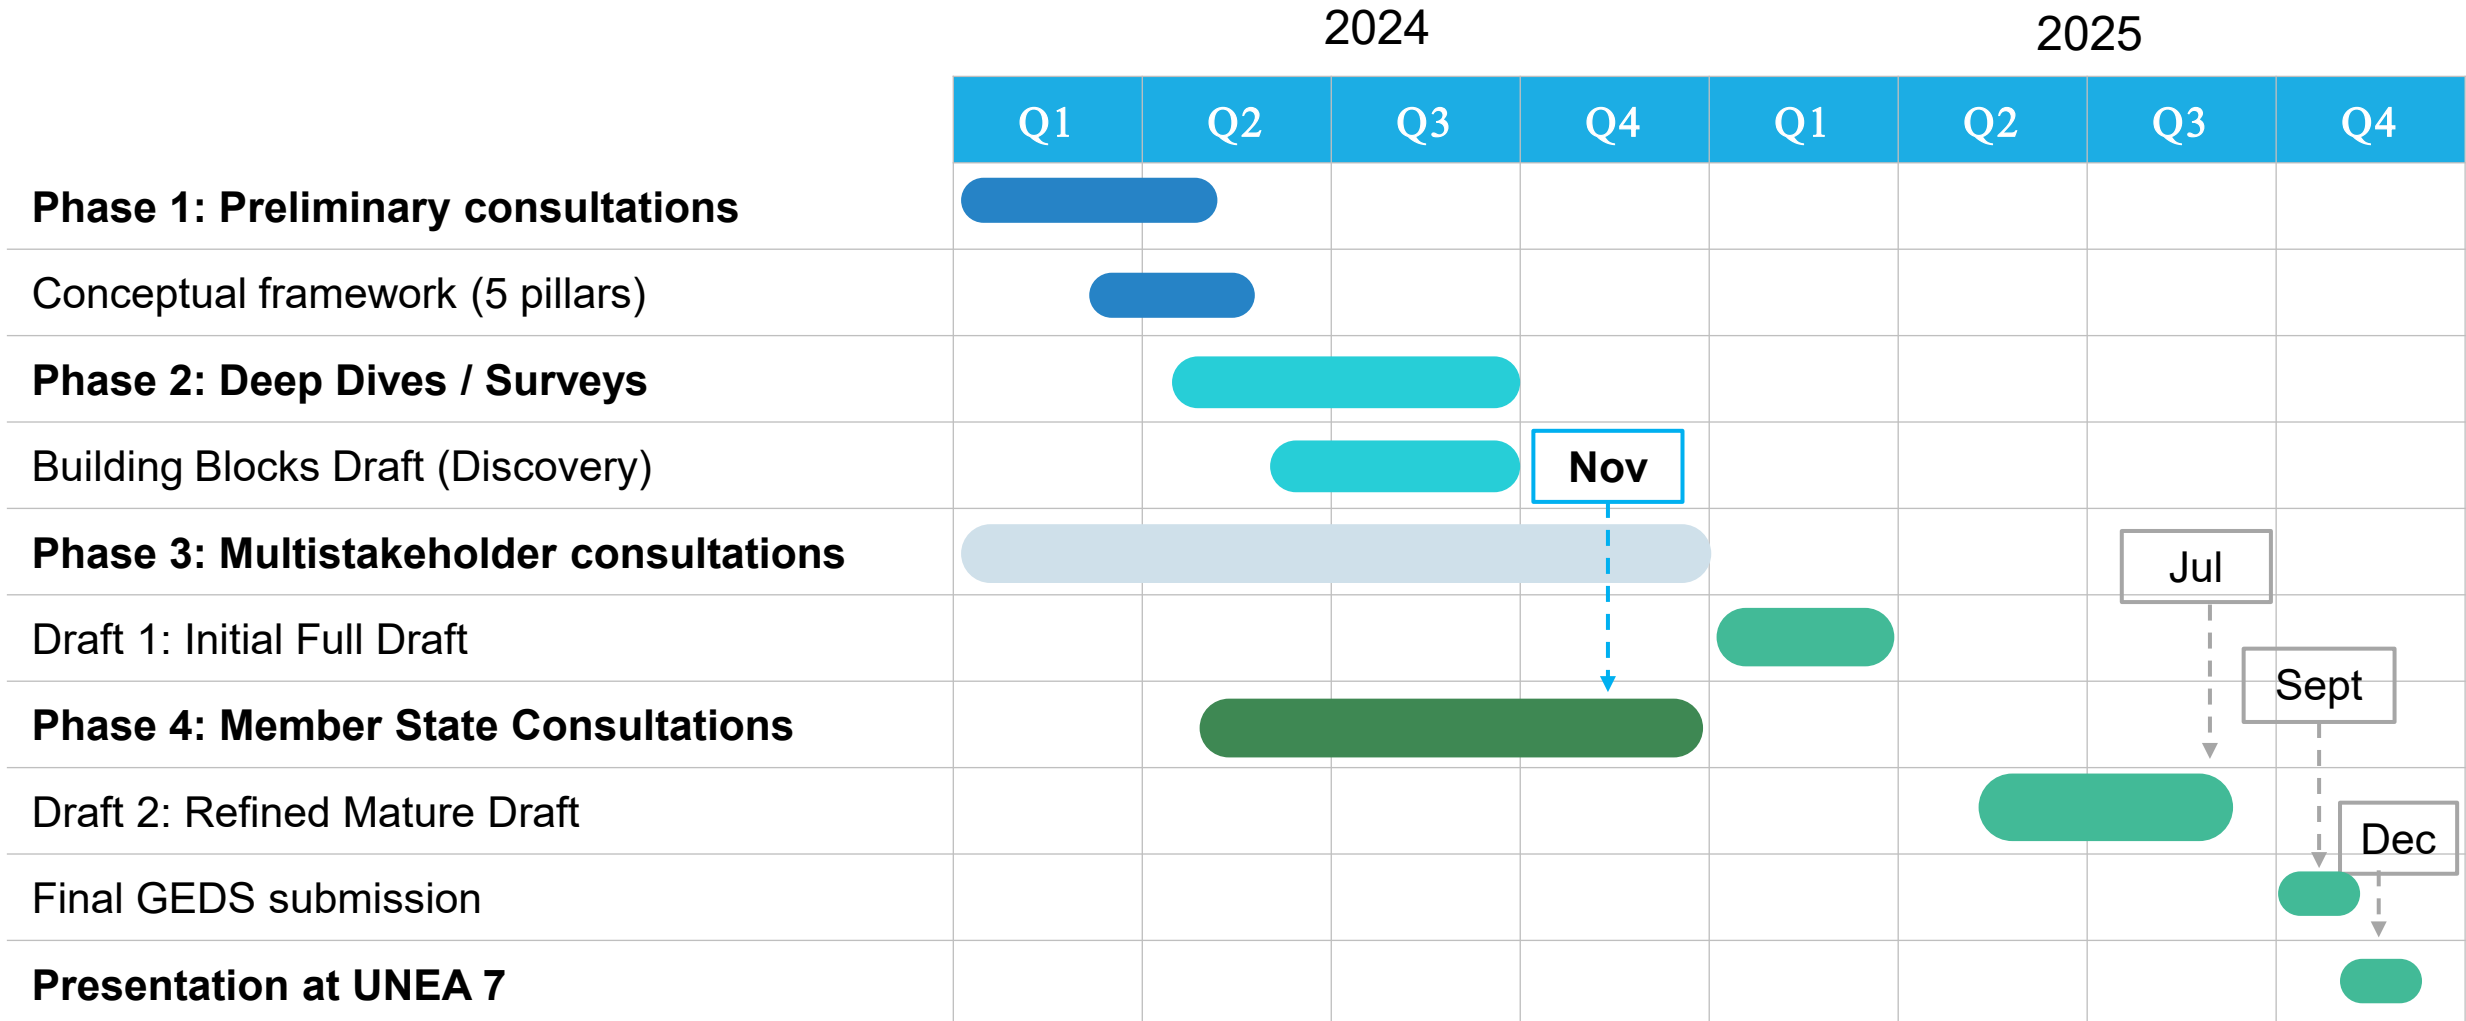 2024
2025
Q1 Q2 Q3 Q4 Q1 Q2 Q3 Q4
Phase 1: Preliminary consultations
Conceptual framework (5 pillars)
Phase 2: Deep Dives / Surveys
Building Blocks Draft (Discovery)
Nov
Phase 3: Multistakeholder consultations
Jul
Draft 1: Initial Full Draft
Sept
Phase 4: Member State Consultations
Draft 2: Refined Mature Draft
Dec
Final GEDS submission
Presentation at UNEA 7